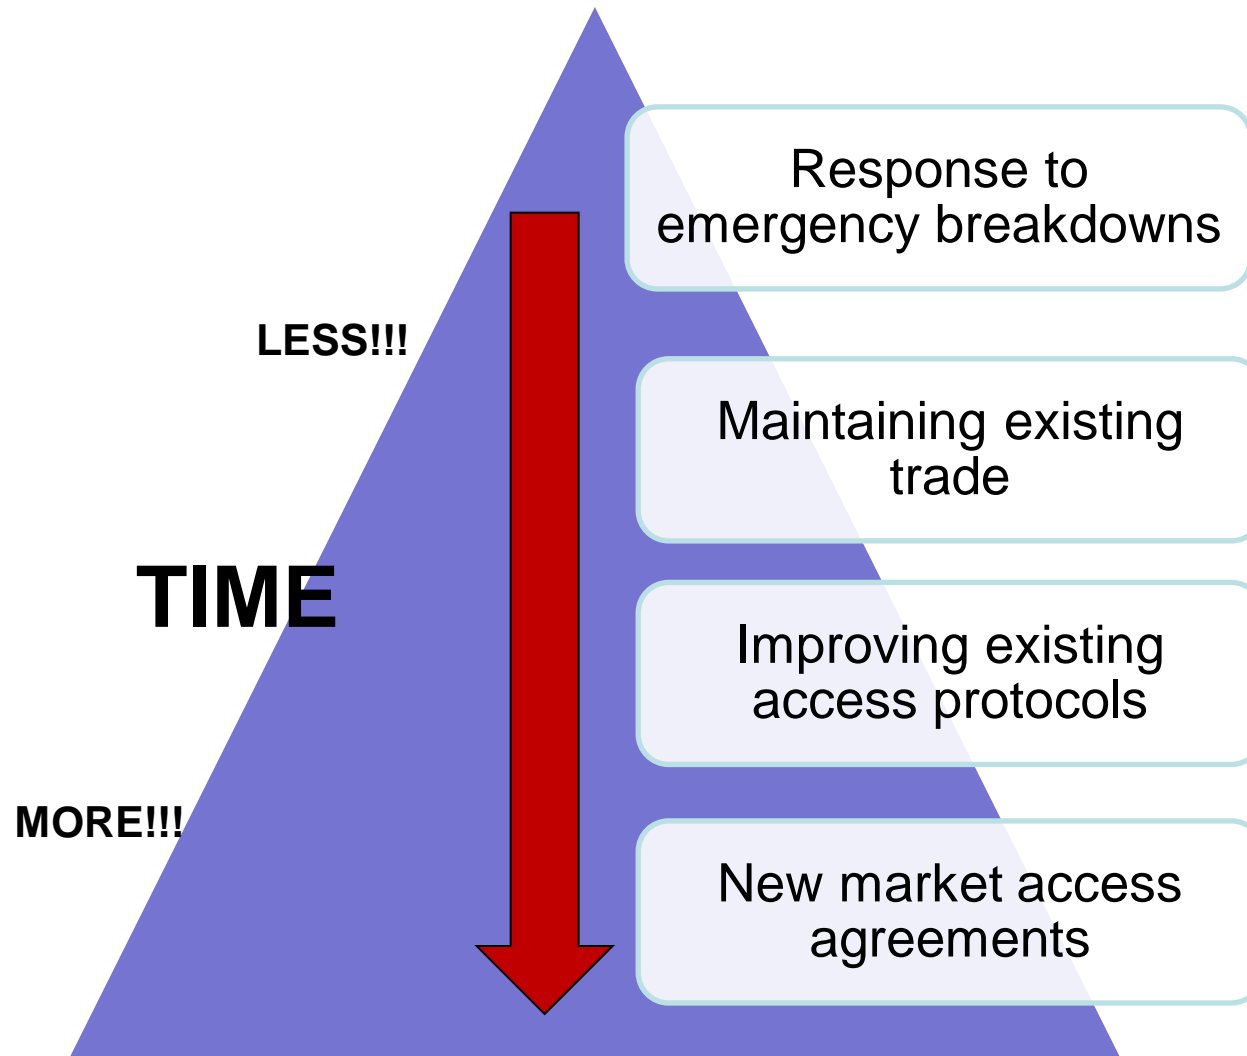 Response to
emergency breakdowns
LESS!!!
Maintaining existing
trade
TIME
Improving existing
access protocols
MORE!!!
New market access
agreements